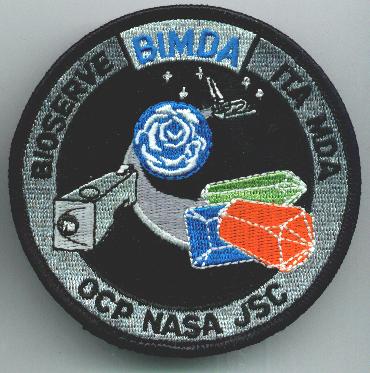 BIOSERVE
BIMDA
ITA MDA
OCP NASA JSC